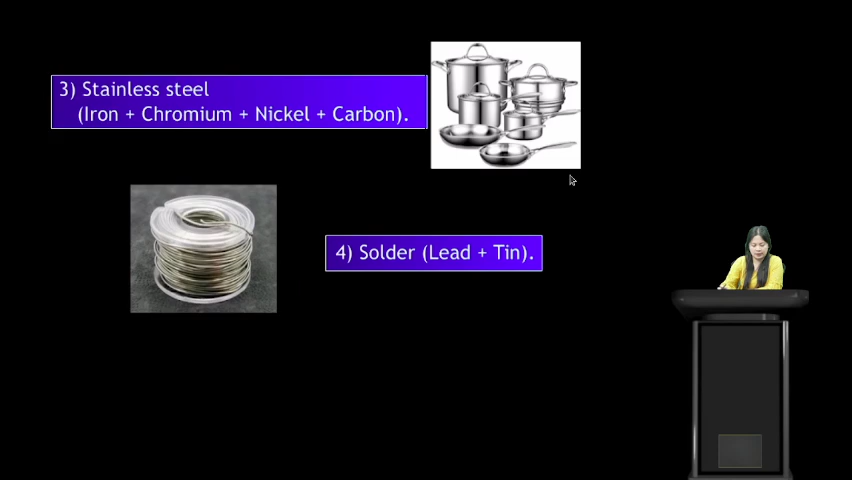 3) Stainless steel
(Iron + Chromium + Nickel + Carbon).
4) Solder (Lead + Tin).